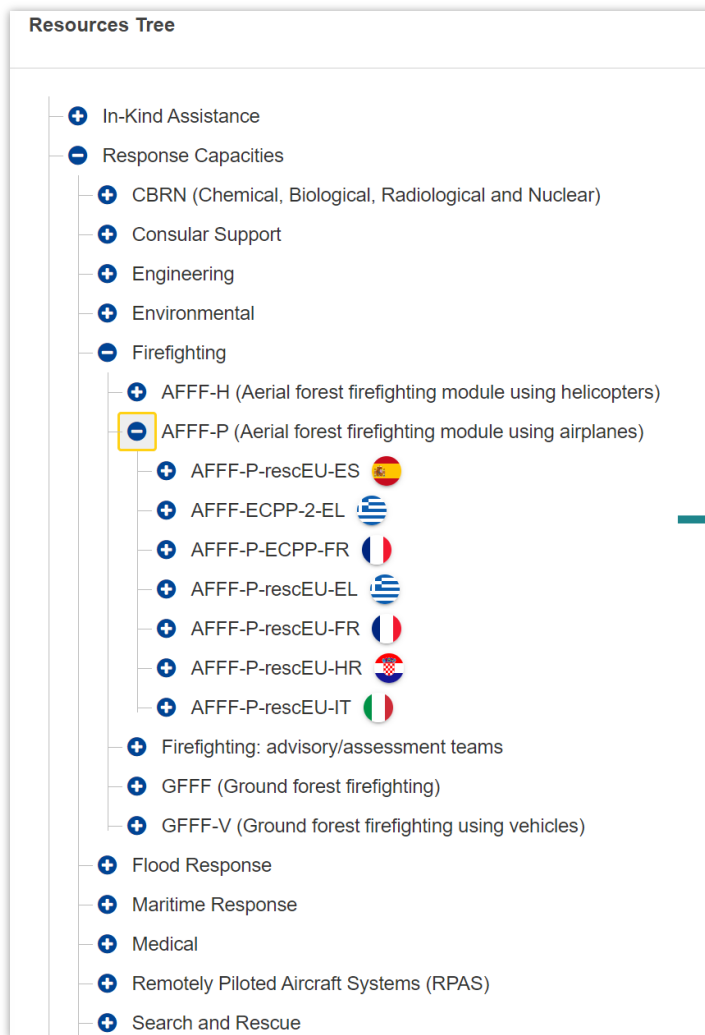 Resources Tree
In-Kind Assistance
Response Capacities
CBRN (Chemical, Biological, Radiological and Nuclear)
Consular Support
Engineering
Environmental
Firefighting
AFFF-H (Aerial forest firefighting module using helicopters)
AFFF-P (Aerial forest firefighting module using airplanes)
AFFF-P-rescEU-ES
AFFF-ECPP-2-EL
AFFF-P-ECPP-FR
AFFF-P-rescEU-EL
AFFF-P-rescEU-FR
AFFF-P-rescEU-HR
AFFF-P-rescEU-IT
Firefighting: advisory/assessment teams
GFFF (Ground forest firefighting)
GFFF-V (Ground forest firefighting using vehicles)
Flood Response
Maritime Response
Medical
Remotely Piloted Aircraft Systems (RPAS)
Search and Rescue